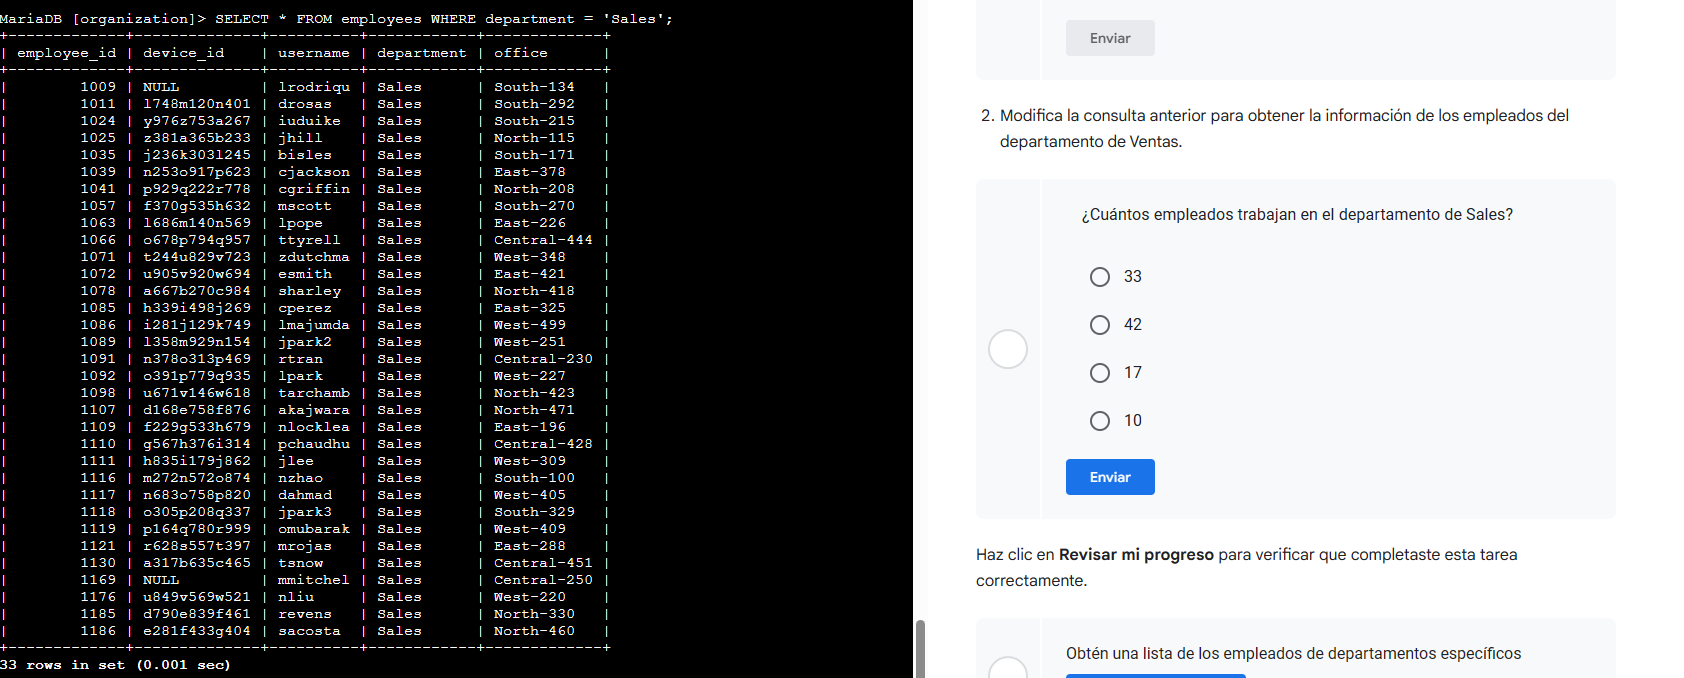 MariaDB [organization]> SELECT * FROM employees WHERE department = 'Sales';
+-------------+--------------+----------+------------+-------------+
| employee_id | device_id    | username | department | office      |
+-------------+--------------+----------+------------+-------------+
|        1009 | NULL         | lrodriqu | Sales      | South-134   |
|        1011 | l748m120n401 | drosas   | Sales      | South-292   |
|        1024 | y976z753a267 | iuduike  | Sales      | South-215   |
|        1025 | z381a365b233 | jhill    | Sales      | North-115   |
|        1035 | j236k303l245 | bisles   | Sales      | South-171   |
|        1039 | n253o917p623 | cjackson | Sales      | East-378    |
|        1041 | p929q222r778 | cgriffin | Sales      | North-208   |
|        1057 | f370g535h632 | mscott   | Sales      | South-270   |
|        1063 | l686m140n569 | lpope    | Sales      | East-226    |
|        1066 | o678p794q957 | ttyrell  | Sales      | Central-444 |
|        1071 | t244u829v723 | zdutchma | Sales      | West-348    |
|        1072 | u905v920w694 | esmith   | Sales      | East-421    |
|        1078 | a667b270c984 | sharley  | Sales      | North-418   |
|        1085 | h339i498j269 | cperez   | Sales      | East-325    |
|        1086 | i281j129k749 | lmajumda | Sales      | West-499    |
|        1089 | l358m929n154 | jpark2   | Sales      | West-251    |
|        1091 | n378o313p469 | rtran    | Sales      | Central-230 |
|        1092 | o391p779q935 | lpark    | Sales      | West-227    |
|        1098 | u671v146w618 | tarchamb | Sales      | North-423   |
|        1107 | d168e758f876 | akajwara | Sales      | North-471   |
|        1109 | f229g533h679 | nlocklea | Sales      | East-196    |
|        1110 | g567h376i314 | pchaudhu | Sales      | Central-428 |
|        1111 | h835i179j862 | jlee     | Sales      | West-309    |
|        1116 | m272n572o874 | nzhao    | Sales      | South-100   |
|        1117 | n683o758p820 | dahmad   | Sales      | West-405    |
|        1118 | o305p208q337 | jpark3   | Sales      | South-329   |
|        1119 | p164q780r999 | omubarak | Sales      | West-409    |
|        1121 | r628s557t397 | mrojas   | Sales      | East-288    |
|        1130 | a317b635c465 | tsnow    | Sales      | Central-451 |
|        1169 | NULL         | mmitchel | Sales      | Central-250 |
|        1176 | u849v569w521 | nliu     | Sales      | West-220    |
|        1185 | d790e839f461 | revens   | Sales      | North-330   |
|        1186 | e281f433g404 | sacosta  | Sales      | North-460   |
+-------------+--------------+----------+------------+-------------+
33 rows in set (0.001 sec)
Enviar
2. Modifica la consulta anterior para obtener la información de los empleados del
departamento de Ventas.
¿Cuántos empleados trabajan en el departamento de Sales?
33
42
17
10
Enviar
Haz clic en Revisar mi progreso para verificar que completaste esta tarea
correctamente.
Obtén una lista de los empleados de departamentos específicos